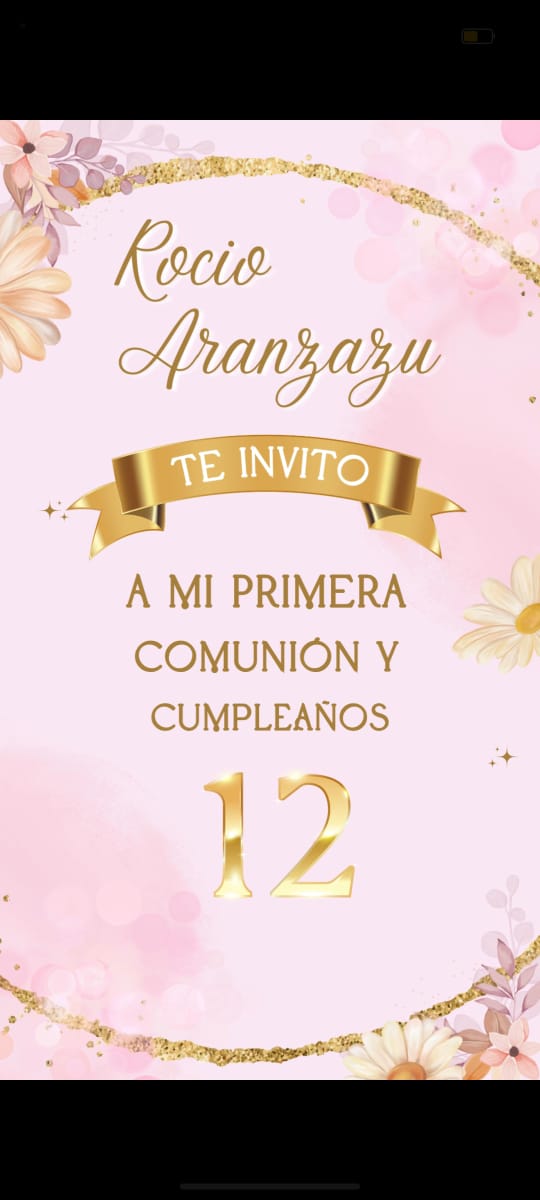 Rocio
Aranzazu
TE INVITO
A MI PRIMERA
COMUNIÓN Y
CUMPLEAÑOS
12